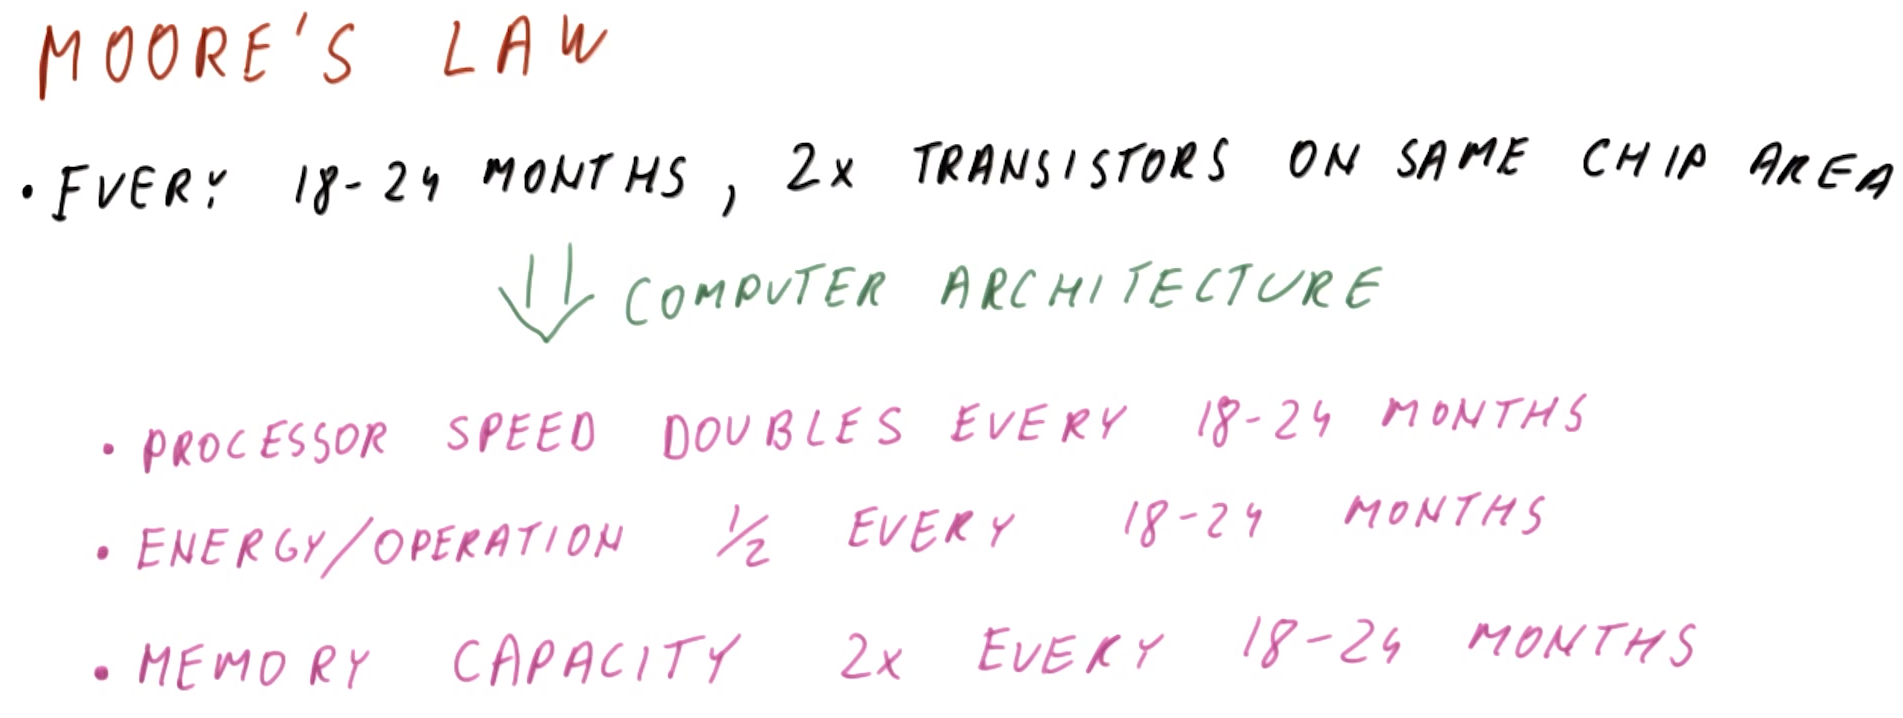 MOORE'S LAW
• EVERY 18-24 MONTHS, 2x TRANSISTORS ON SAME CHIP AREA
⇓ COMPUTER ARCHITECTURE
• PROCESSOR SPEED DOUBLES EVERY 18-24 MONTHS
• ENERGY/OPERATION 1/2 EVERY 18-24 MONTHS
• MEMORY CAPACITY 2x EVERY 18-24 MONTHS